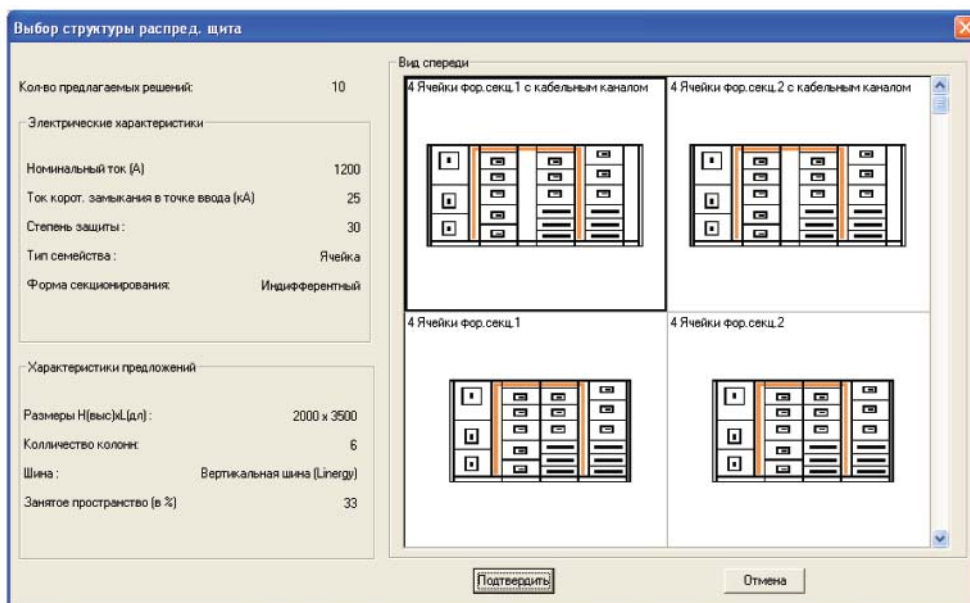 Выбор структуры распред. щита
Кол-во предлагаемых решений: 10
Электрические характеристики
Номинальный ток (А) 1200
Ток корот. замыкания в точке ввода (кА) 25
Степень защиты : 30
Тип семейства : Ячейка
Форма секционирования: Индифферентный
Характеристики предложений
Размеры H(выс)xL(дл) : 2000 x 3500
Колличество колонн: 6
Шина : Вертикальная шина (Linergy)
Занятое пространство (в %) 33
Вид спереди
4 Ячейки фор.секц.1 с кабельным каналом
4 Ячейки фор.секц.2 с кабельным каналом
4 Ячейки фор.секц.1
4 Ячейки фор.секц.2
Подтвердить
Отмена